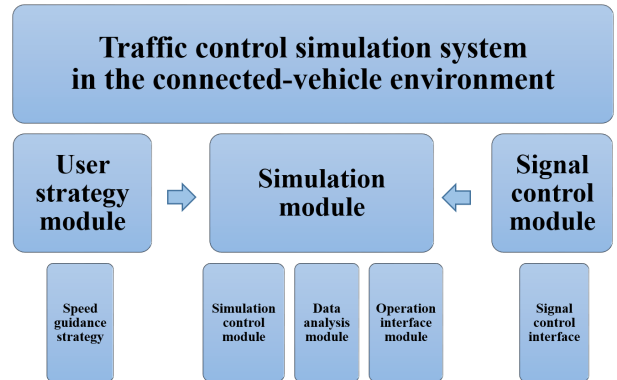 Traffic control simulation system
in the connected-vehicle environment
User
strategy
module
Simulation
module
Signal
control
module
Speed
guidance
strategy
Simulation
control
module
Data
analysis
module
Operation
interface
module
Signal
control
interface